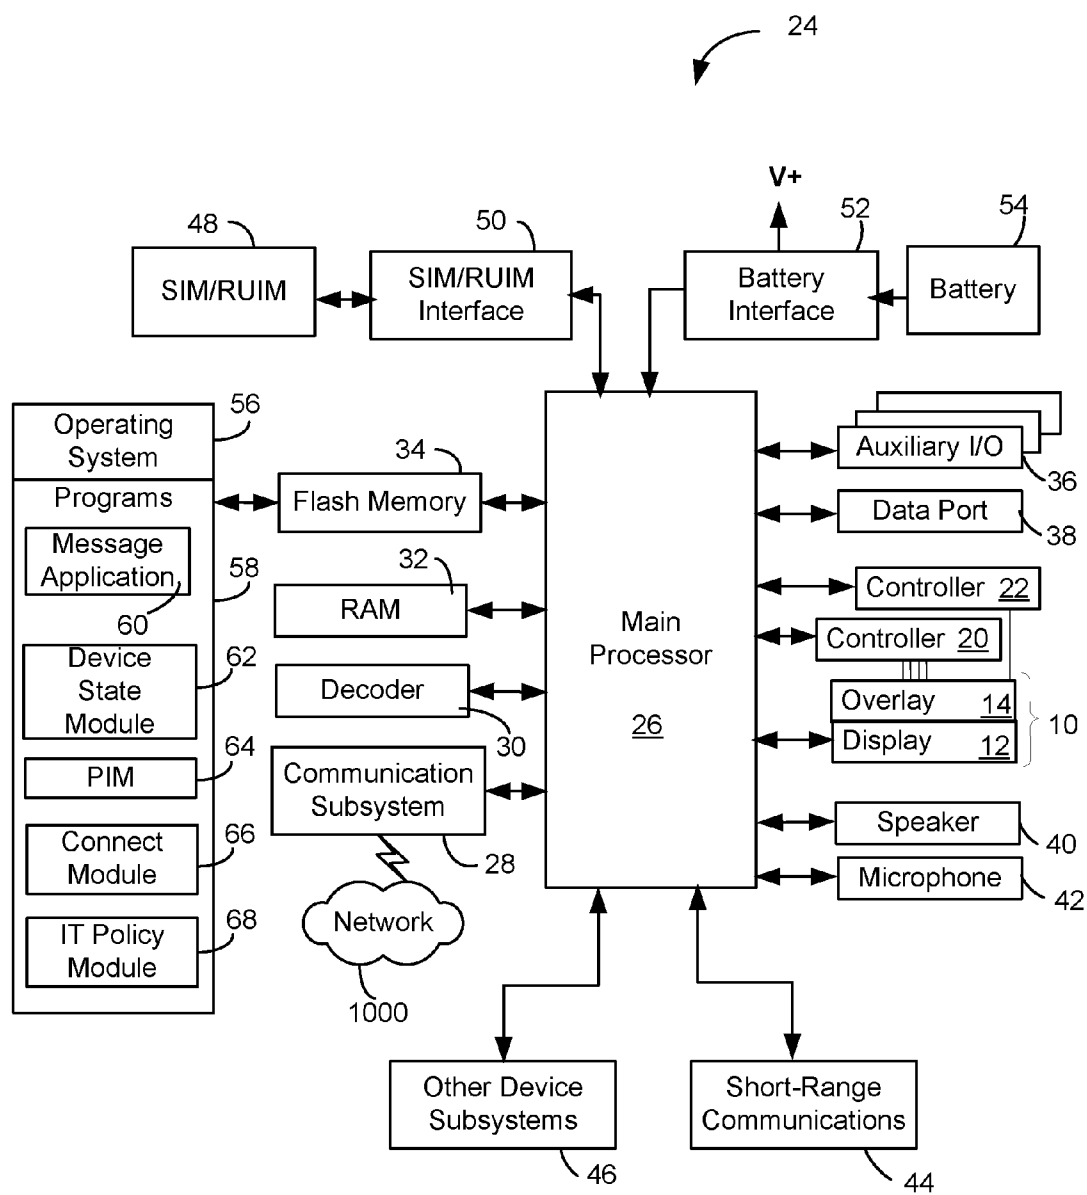 24
V+
48
50
52
54
SIM/RUIM
SIM/RUIM
Interface
Battery
Interface
Battery
Operating
System
56
Programs
Message
Application
60
58
Device
State
Module
62
PIM
64
Connect
Module
66
IT Policy
Module
68
34
Flash Memory
32
RAM
Decoder
30
Communication
Subsystem
28
Network
1000
Main
Processor
26
Auxiliary I/O
36
Data Port
38
Controller 22
Controller 20
Overlay 14
Display 12
10
Speaker
40
Microphone
42
Other Device
Subsystems
46
Short-Range
Communications
44